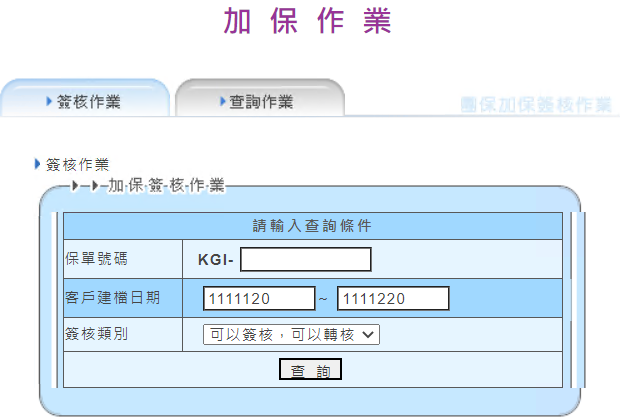 加保作業
簽核作業 查詢作業 團保加保簽核作業
簽核作業
加保簽核作業
請輸入查詢條件
保單號碼 KGI-
客戶建檔日期 1111120 ~ 1111220
簽核類別 可以簽核，可以轉核
查 詢